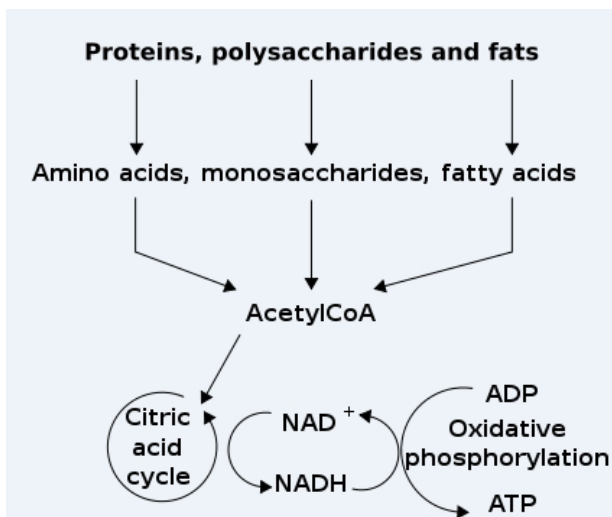 Proteins, polysaccharides and fats
Amino acids, monosaccharides, fatty acids
AcetylCoA
Citric
acid
cycle
NAD +
NADH
ADP
Oxidative
phosphorylation
ATP